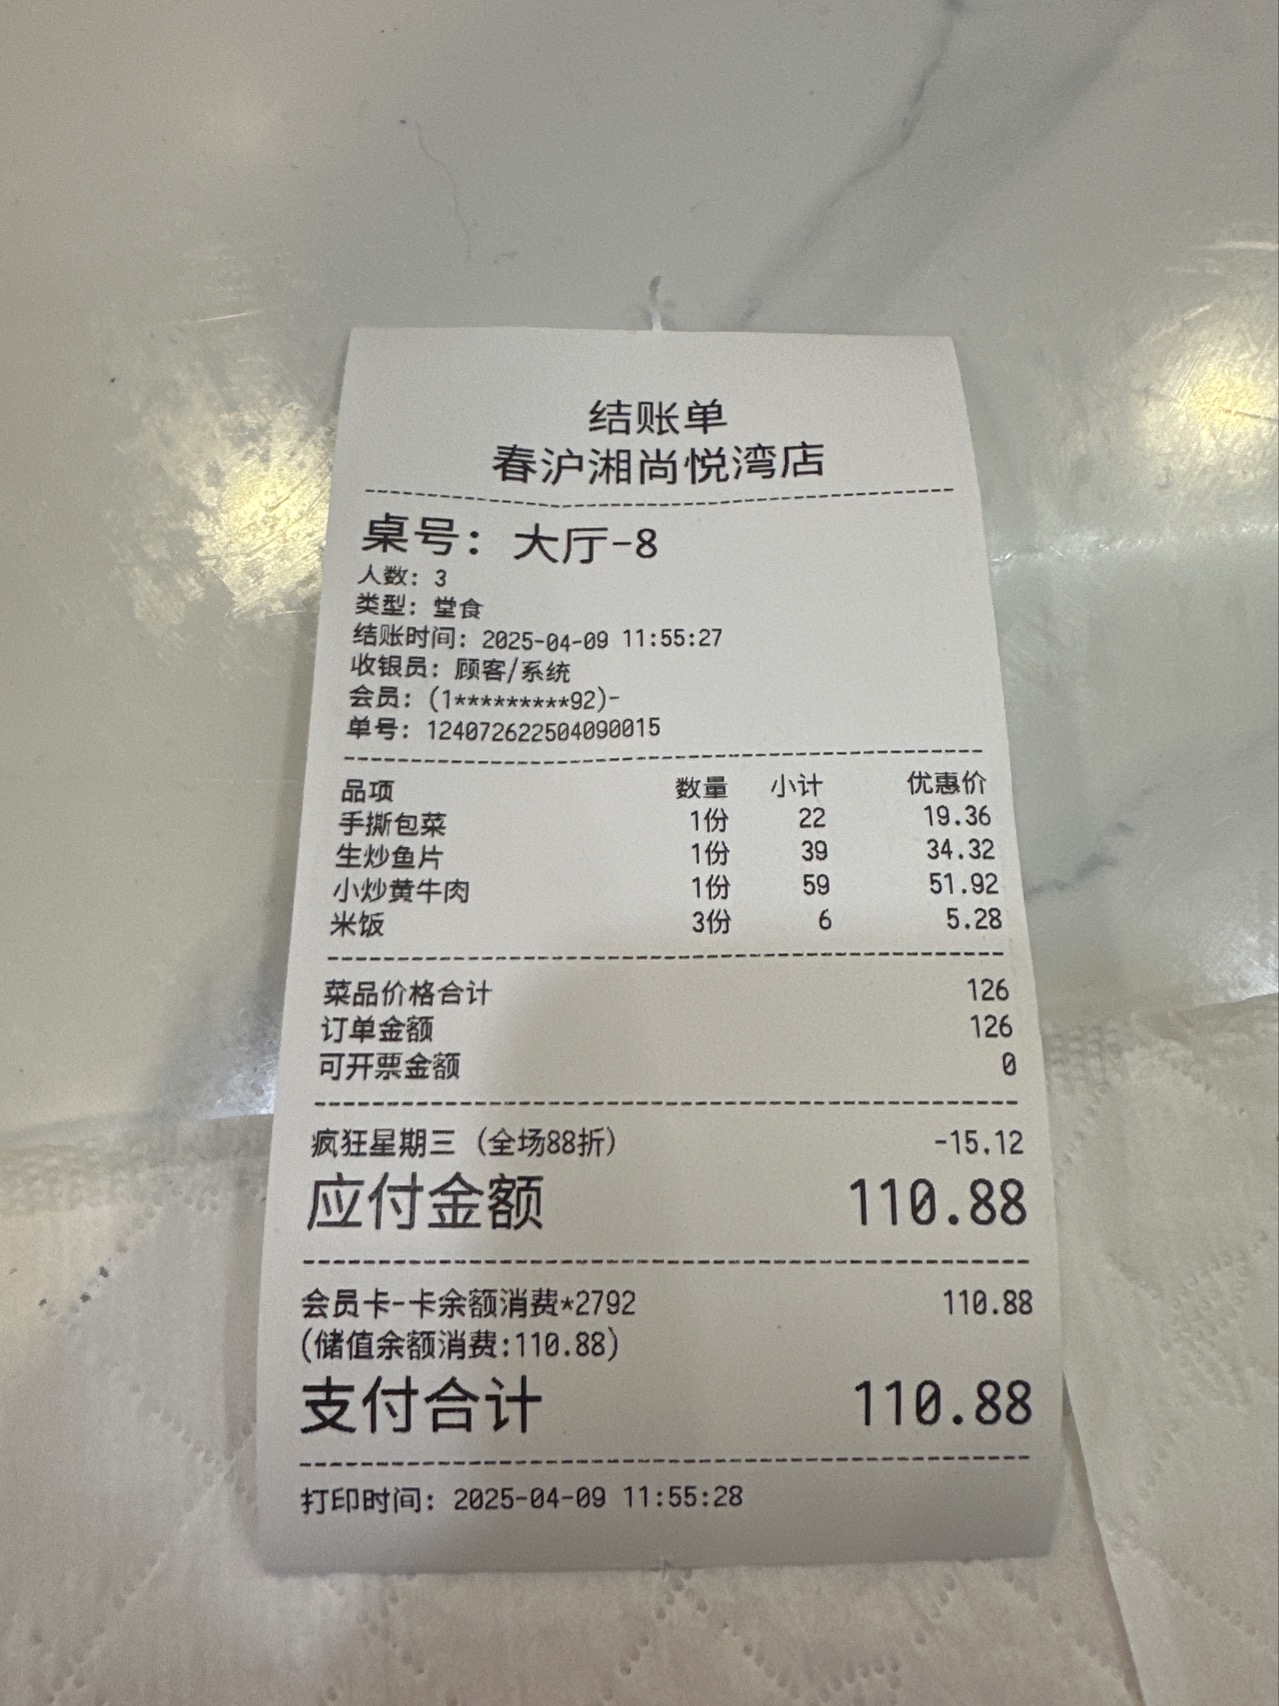 结账单
春沪湘尚悦湾店
桌号：大厅-8
人数：3
类型：堂食
结账时间：2025-04-09 11:55:27
收银员：顾客/系统
会员：(1*********92)-
单号：124072622504090015
品项 数量 小计 优惠价
手撕包菜 1份 22 19.36
生炒鱼片 1份 39 34.32
小炒黄牛肉 1份 59 51.92
米饭 3份 6 5.28
菜品价格合计 126
订单金额 126
可开票金额 0
疯狂星期三（全场88折） -15.12
应付金额 110.88
会员卡-卡余额消费*2792 110.88
(储值余额消费:110.88)
支付合计 110.88
打印时间：2025-04-09 11:55:28